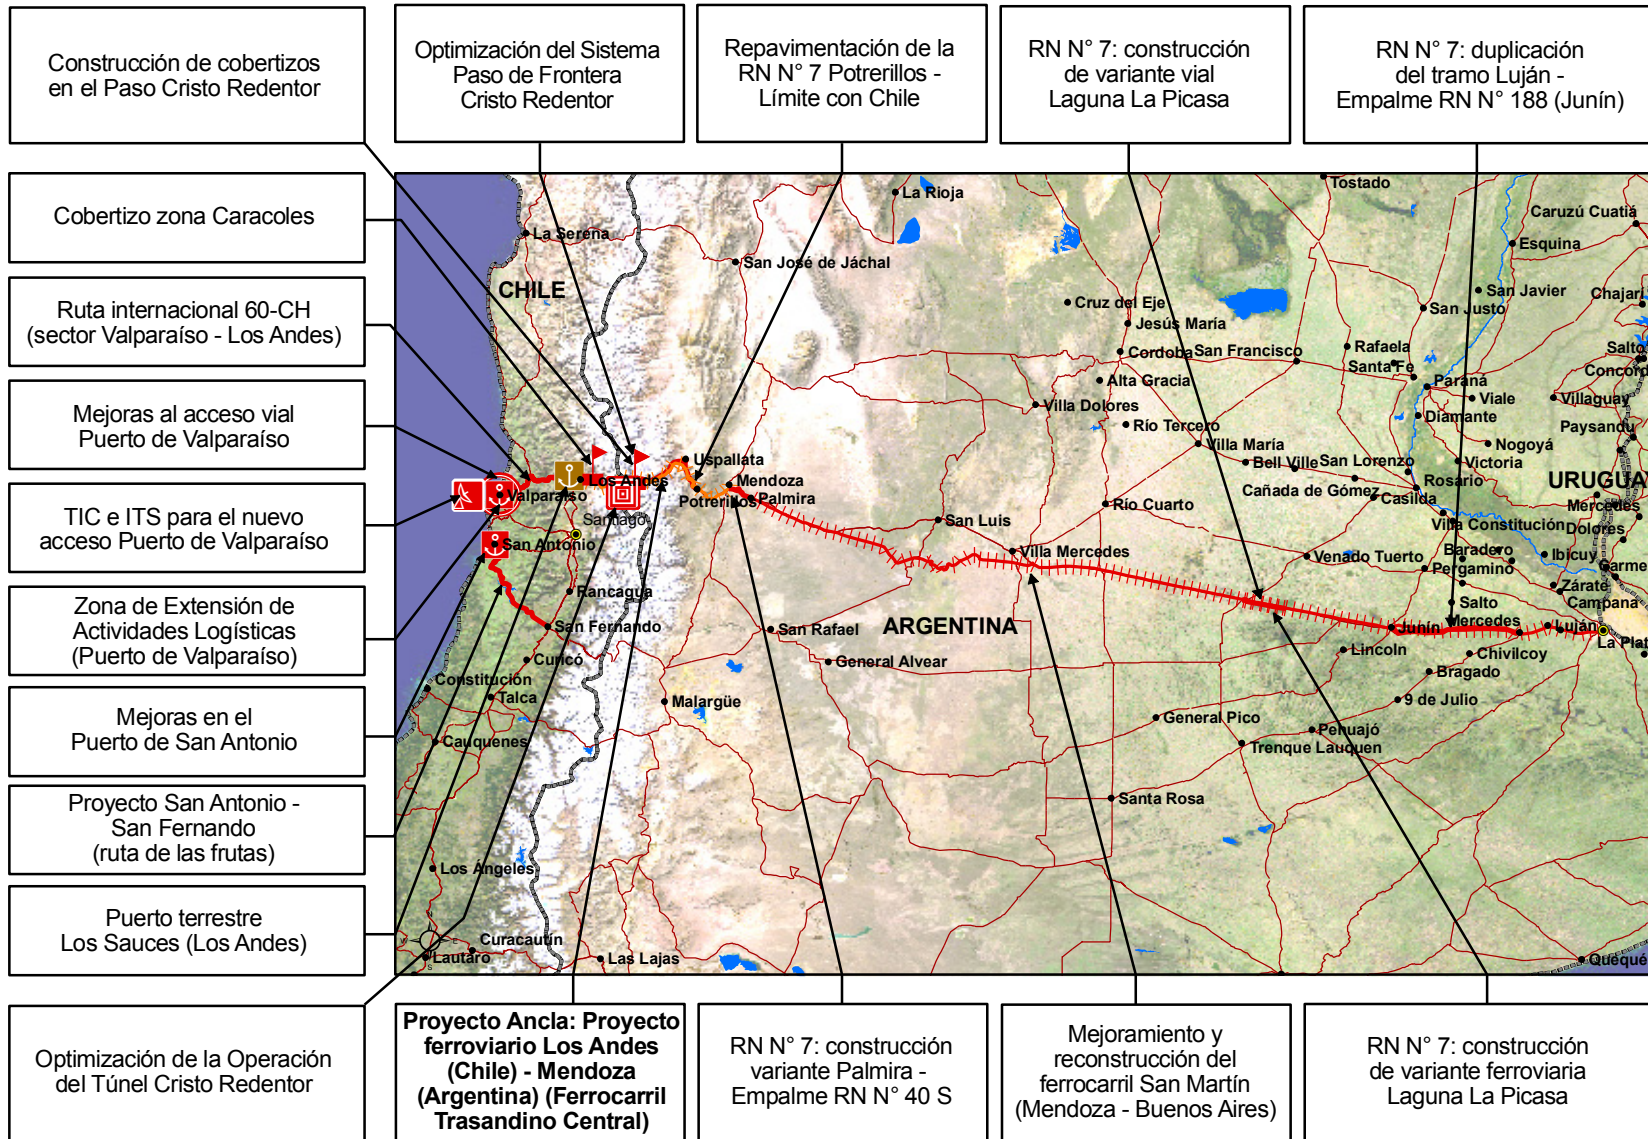 Construcción de cobertizos
en el Paso Cristo Redentor
Optimización del Sistema
Paso de Frontera
Cristo Redentor
Repavimentación de la
RN N° 7 Potrerillos -
Límite con Chile
RN N° 7: construcción
de variante vial
Laguna La Picasa
RN N° 7: duplicación
del tramo Luján -
Empalme RN N° 188 (Junín)
Cobertizo zona Caracoles
Ruta internacional 60-CH
(sector Valparaíso - Los Andes)
Mejoras al acceso vial
Puerto de Valparaíso
TIC e ITS para el nuevo
acceso Puerto de Valparaíso
Zona de Extensión de
Actividades Logísticas
(Puerto de Valparaíso)
Mejoras en el
Puerto de San Antonio
Proyecto San Antonio -
San Fernando
(ruta de las frutas)
Puerto terrestre
Los Sauces (Los Andes)
Optimización de la Operación
del Túnel Cristo Redentor
Proyecto Ancla: Proyecto
ferroviario Los Andes
(Chile) - Mendoza
(Argentina) (Ferrocarril
Trasandino Central)
RN N° 7: construcción
variante Palmira -
Empalme RN N° 40 S
Mejoramiento y
reconstrucción del
ferrocarril San Martín
(Mendoza - Buenos Aires)
RN N° 7: construcción
de variante ferroviaria
Laguna La Picasa
Tostado
La Rioja
Caruzú Cuatiá
La Serena
Esquina
San José de Jáchal
CHILE
San Javier
Chajarí
Cruz del Eje
San Justo
Jesús María
Cordoba
San Francisco
Rafaela
Salto
Santa Fe
Concord
Alta Gracia
Paraná
Viale
Villaguay
Villa Dolores
Diamante
Río Tercero
Paysandu
Villa María
Nogoyá
Uspallata
Bell Ville
San Lorenzo
Victoria
Los Andes
Mendoza
Rosario
URUGUA
Valparaíso
Potrerillos
Palmira
Cañada de Gómez
Casilda
Río Cuarto
Mercedes
Santiago
San Luis
Villa Constitución
Dolores
San Antonio
Villa Mercedes
Venado Tuerto
Baradero
Ibicuy
Pergamino
Carme
Zárate
Rancagua
Salto
Campana
San Fernando
San Rafael
ARGENTINA
Junín
Mercedes
Luján
La Plat
Curicó
General Alvear
Lincoln
Chivilcoy
Bragado
Constitución
Talca
Malargüe
9 de Julio
General Pico
Pehuajó
Cauquenes
Trenque Lauquen
Santa Rosa
Los Ángeles
Curacautín
Lautaro
Las Lajas
Quequé